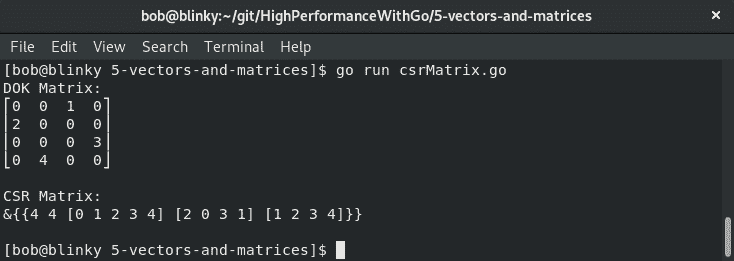 bob@blinky:~/git/HighPerformanceWithGo/5-vectors-and-matrices ×
File Edit View Search Terminal Help
[bob@blinky 5-vectors-and-matrices]$ go run csrMatrix.go
DOK Matrix:
⎡0  0  1  0⎤
⎢2  0  0  0⎥
⎢0  0  0  3⎥
⎣0  4  0  0⎦
CSR Matrix:
&{{4 4 [0 1 2 3 4] [2 0 3 1] [1 2 3 4]}}
[bob@blinky 5-vectors-and-matrices]$